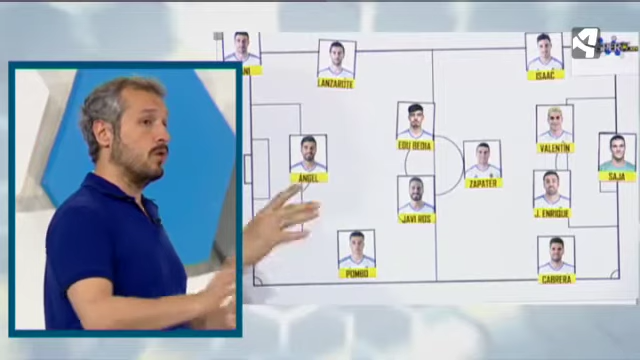 LANZAROTE
ISAAC
EDU BEDIA
VALENTÍN
ÁNGEL
ZAPATER
SAJA
JAVI ROS
J. ENRIQUE
POMBO
CABRERA